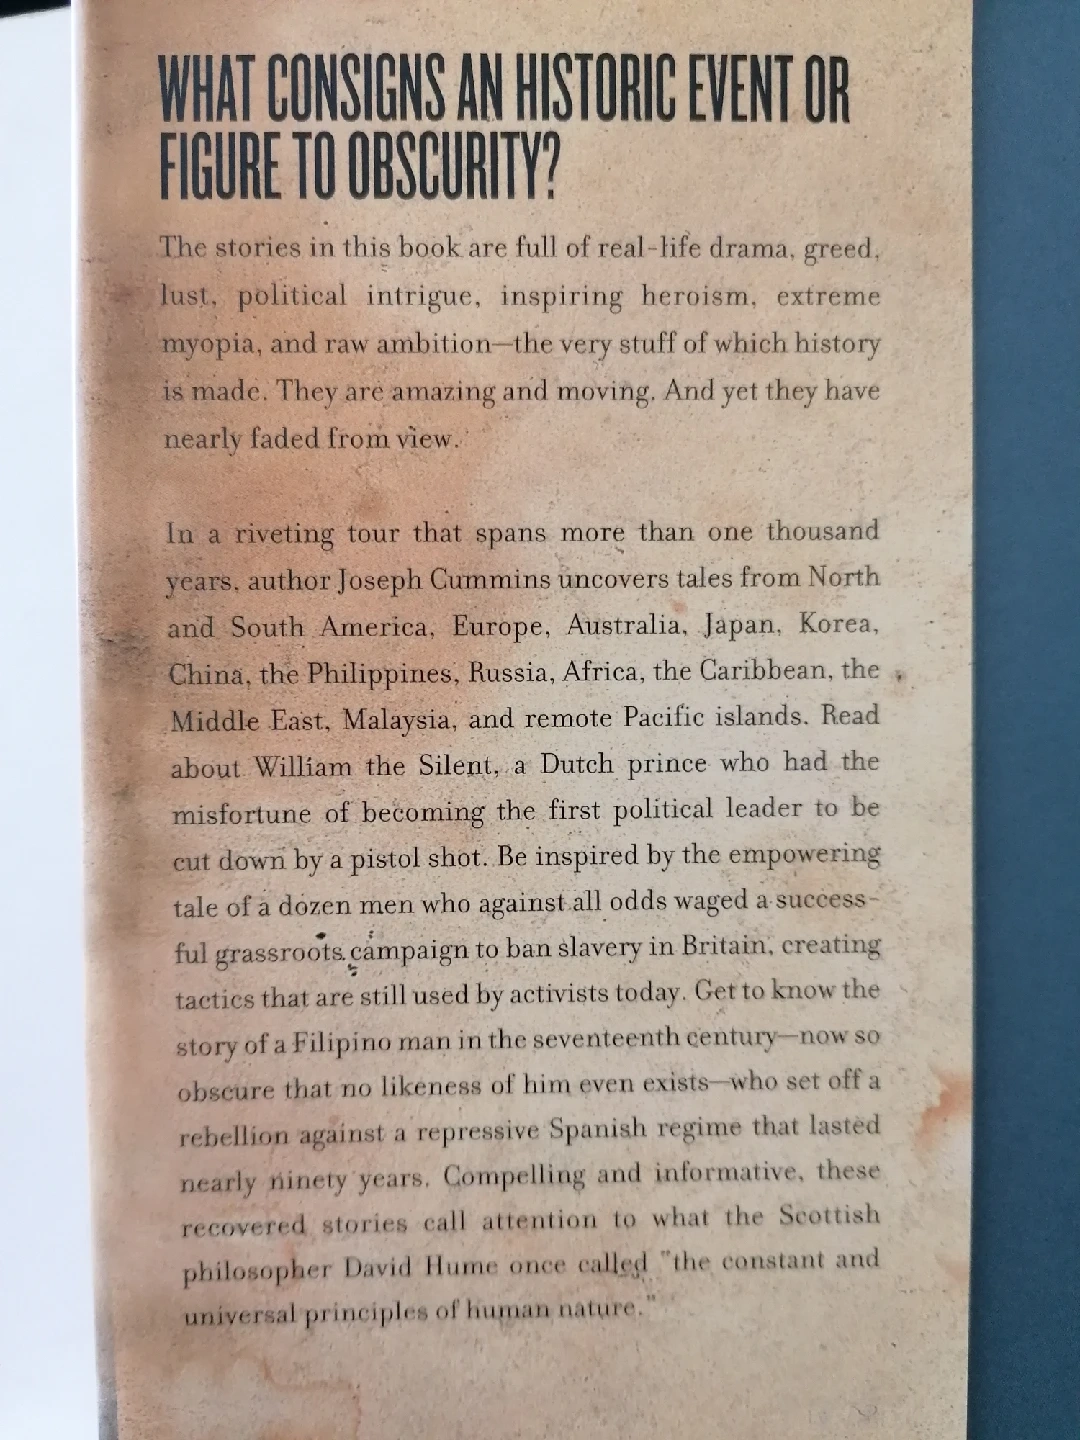 WHAT CONSIGNS AN HISTORIC EVENT OR
FIGURE TO OBSCURITY?
The stories in this book are full of real-life drama, greed,
lust, political intrigue, inspiring heroism, extreme
myopia, and raw ambition—the very stuff of which history
is made. They are amazing and moving. And yet they have
nearly faded from view.
In a riveting tour that spans more than one thousand
years, author Joseph Cummins uncovers tales from North
and South America, Europe, Australia, Japan, Korea,
China, the Philippines, Russia, Africa, the Caribbean, the
Middle East, Malaysia, and remote Pacific islands. Read
about William the Silent, a Dutch prince who had the
misfortune of becoming the first political leader to be
cut down by a pistol shot. Be inspired by the empowering
tale of a dozen men who against all odds waged a success-
ful grassroots campaign to ban slavery in Britain, creating
tactics that are still used by activists today. Get to know the
story of a Filipino man in the seventeenth century—now so
obscure that no likeness of him even exists—who set off a
rebellion against a repressive Spanish regime that lasted
nearly ninety years. Compelling and informative, these
recovered stories call attention to what the Scottish
philosopher David Hume once called "the constant and
universal principles of human nature."